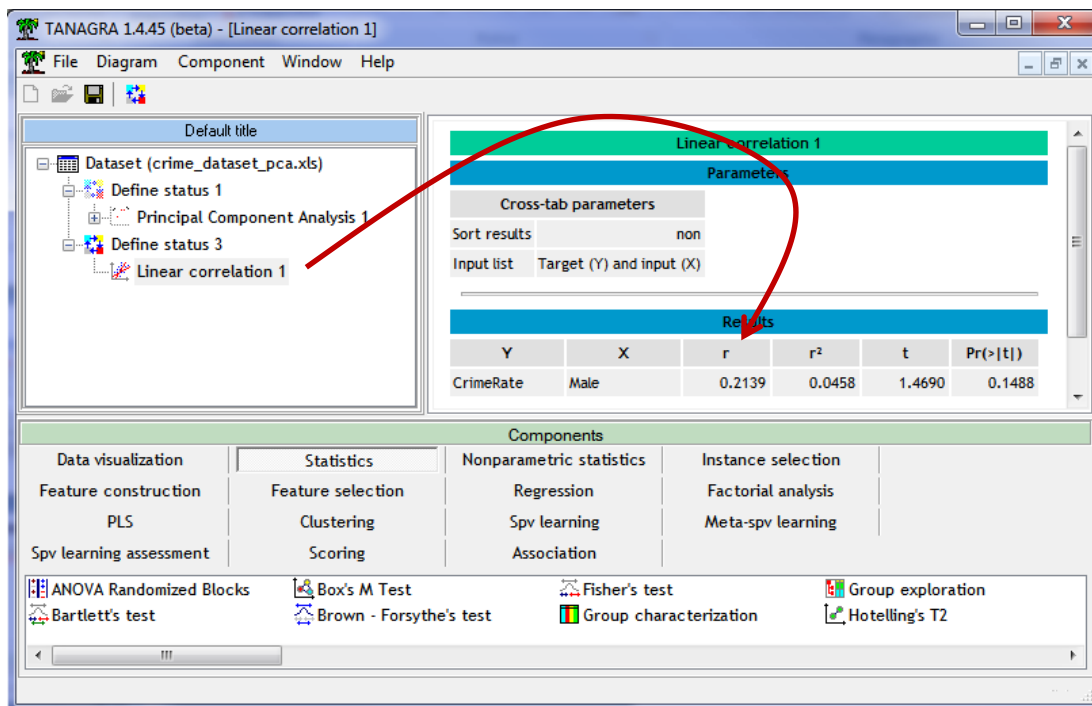 TANAGRA 1.4.45 (beta) - [Linear correlation 1]
File Diagram Component Window Help
Default title
Dataset (crime_dataset_pca.xls)
Define status 1
Principal Component Analysis 1
Define status 3
Linear correlation 1
Linear correlation 1
Parameters
Cross-tab parameters
Sort results non
Input list Target (Y) and input (X)
Results
Y X r r² t Pr(>|t|)
CrimeRate Male 0.2139 0.0458 1.4690 0.1488
Components
Data visualization Statistics Nonparametric statistics Instance selection
Feature construction Feature selection Regression Factorial analysis
PLS Clustering Spv learning Meta-spv learning
Spv learning assessment Scoring Association
ANOVA Randomized Blocks Box's M Test Fisher's test Group exploration
Bartlett's test Brown - Forsythe's test Group characterization Hotelling's T2